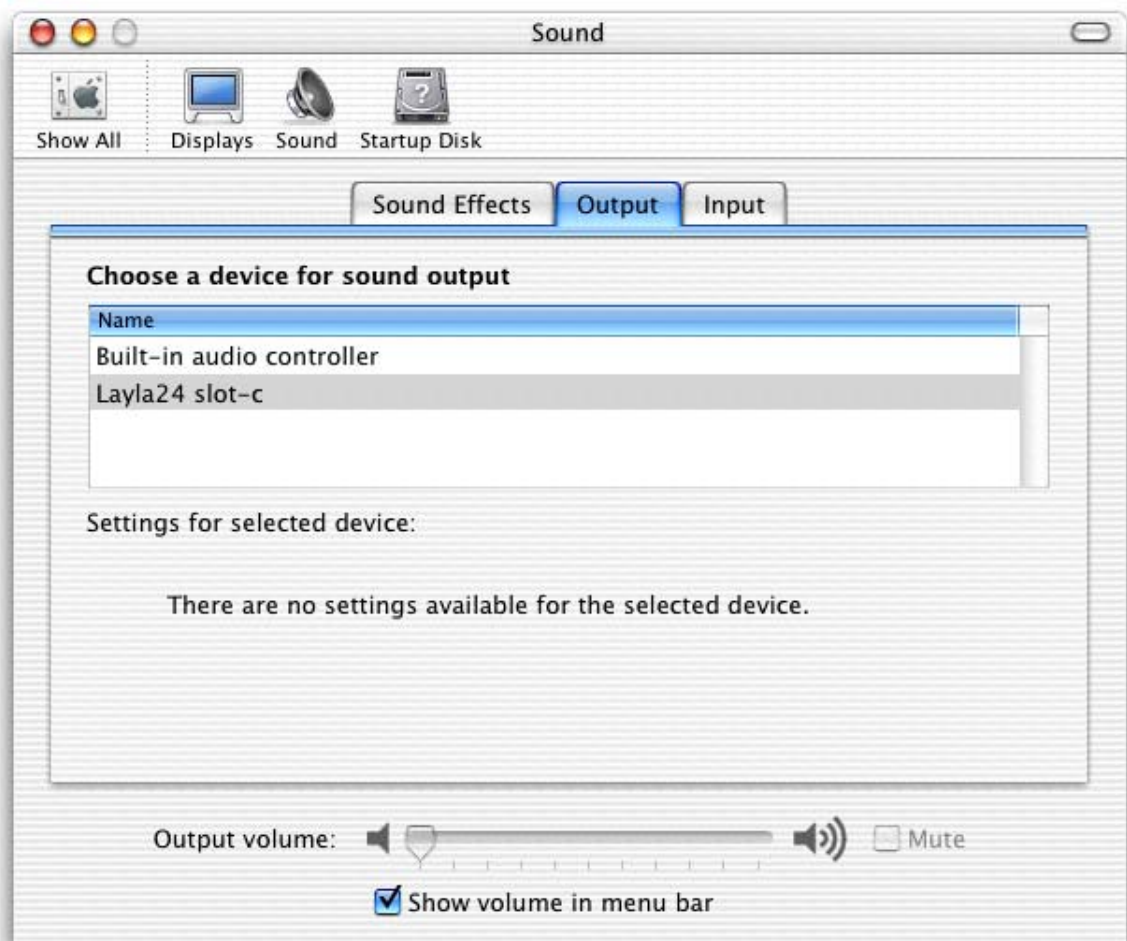 Sound
Show All
Displays
Sound
Startup Disk
Sound Effects
Output
Input
Choose a device for sound output
Name
Built-in audio controller
Layla24 slot-c
Settings for selected device:
There are no settings available for the selected device.
Output volume:
Mute
Show volume in menu bar